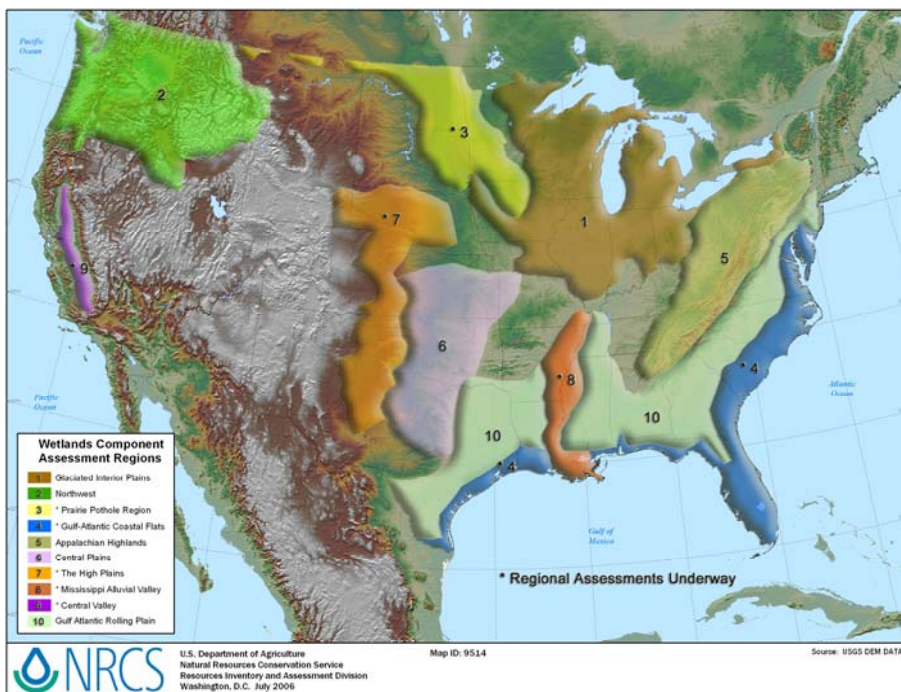 Pacific
Ocean
2
3
1
7
5
9
6
8
4
10
10
4
Pacific
Ocean
Atlantic
Ocean
Gulf of
Mexico
* Regional Assessments Underway
Wetlands Component
Assessment Regions
1 Glaciated Interior Plains
2 Northwest
3 * Prairie Pothole Region
4 * Gulf-Atlantic Coastal Flats
5 Appalachian Highlands
6 Central Plains
7 * The High Plains
8 * Mississippi Alluvial Valley
9 * Central Valley
10 Gulf Atlantic Rolling Plain
NRCS
U.S. Department of Agriculture
Natural Resources Conservation Service
Resources Inventory and Assessment Division
Washington, D.C. July 2006
Map ID: 9514
Source: USGS DEM DATA